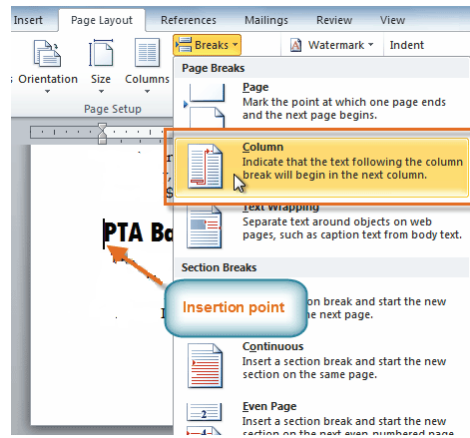 Insert Page Layout References Mailings Review View
Breaks Watermark Indent
Orientation Size Columns
Page Setup
Page Breaks
Page
Mark the point at which one page ends
and the next page begins.
Column
Indicate that the text following the column
break will begin in the next column.
Text Wrapping
Separate text around objects on web
pages, such as caption text from body text.
PTA Ba
Section Breaks
Insertion point
on break and start the new
next page.
Continuous
Insert a section break and start the new
section on the same page.
Even Page
Insert a section break and start the new
section on the next even-numbered page